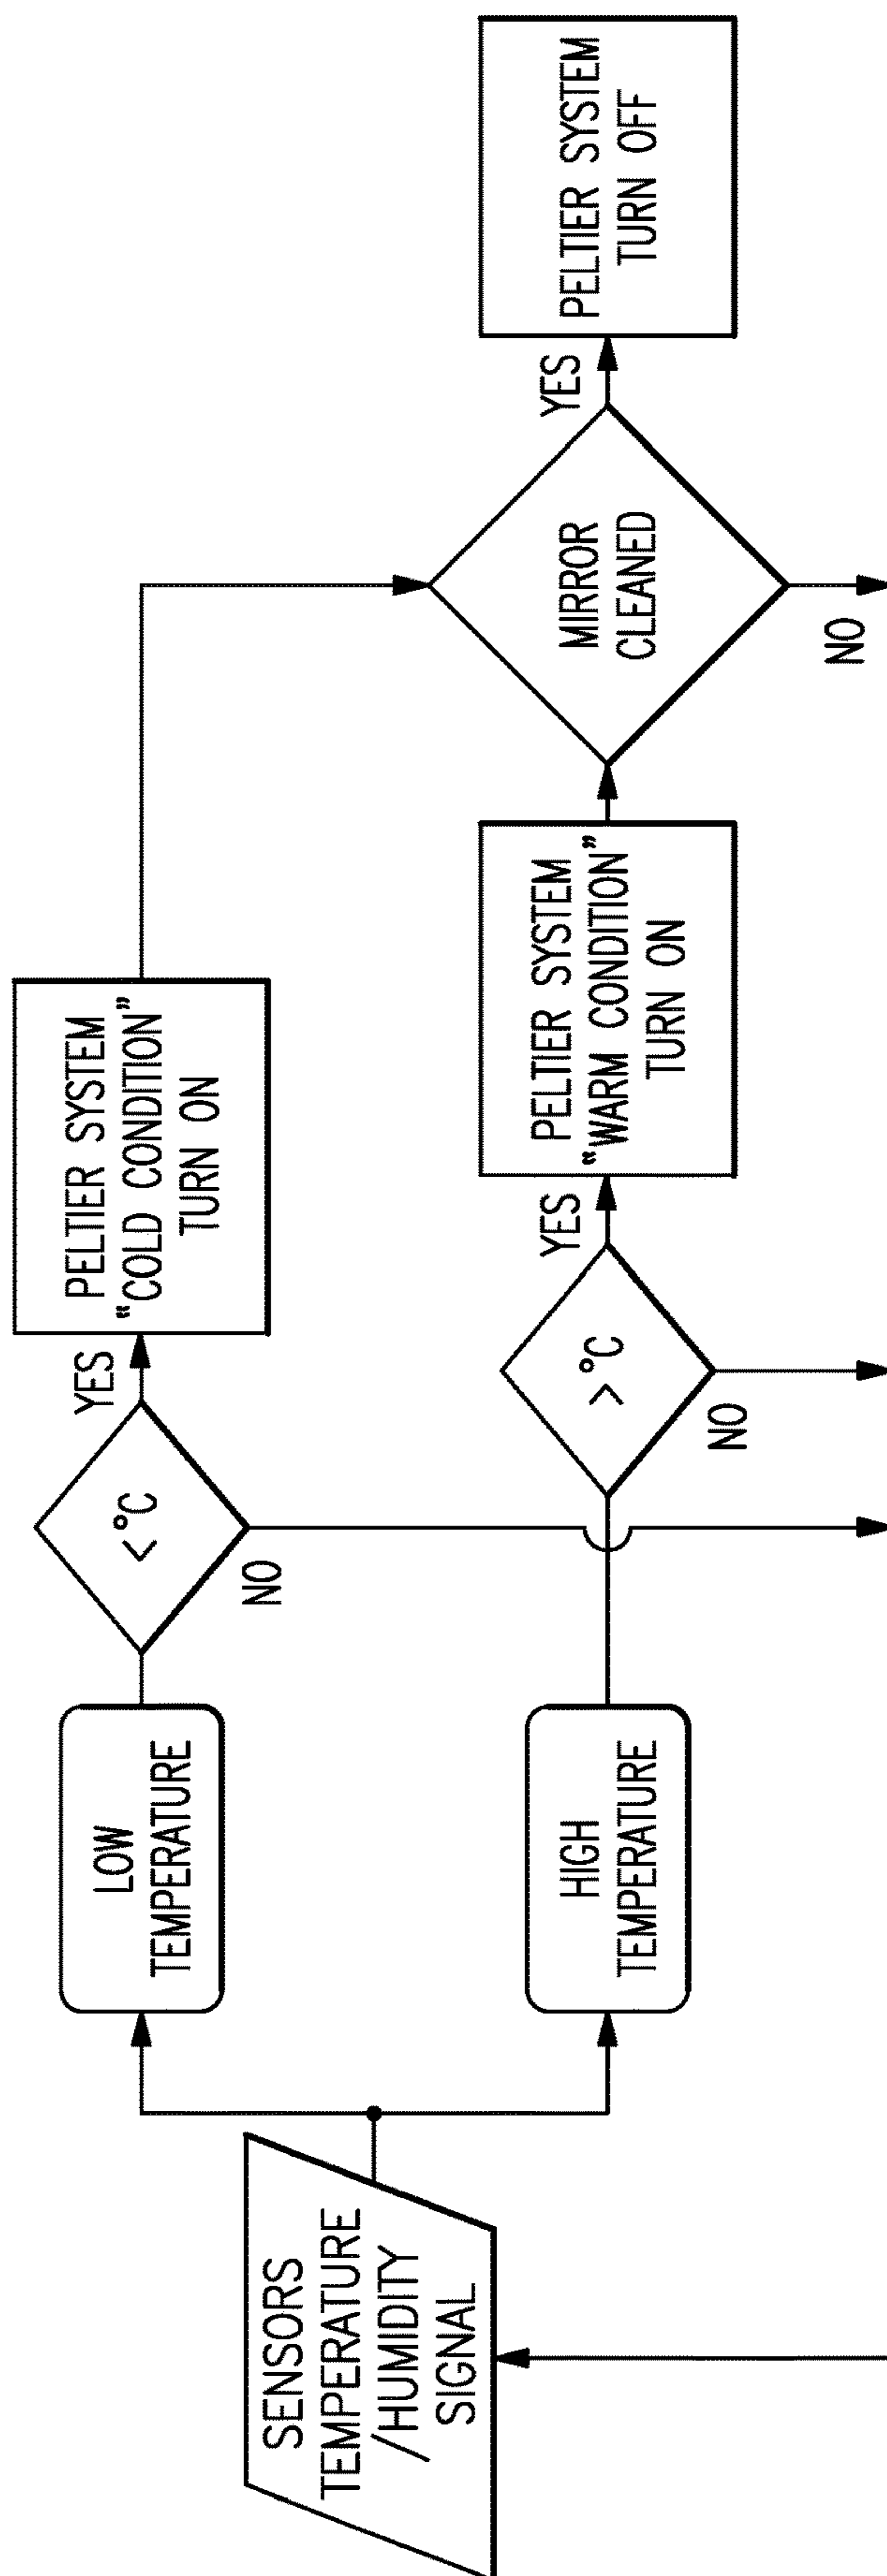 SENSORS
TEMPERATURE
/HUMIDITY
SIGNAL
LOW
TEMPERATURE
< °C
YES
NO
PELTIER SYSTEM
“COLD CONDITION”
TURN ON
HIGH
TEMPERATURE
> °C
YES
NO
PELTIER SYSTEM
“WARM CONDITION”
TURN ON
MIRROR
CLEANED
YES
NO
PELTIER SYSTEM
TURN OFF